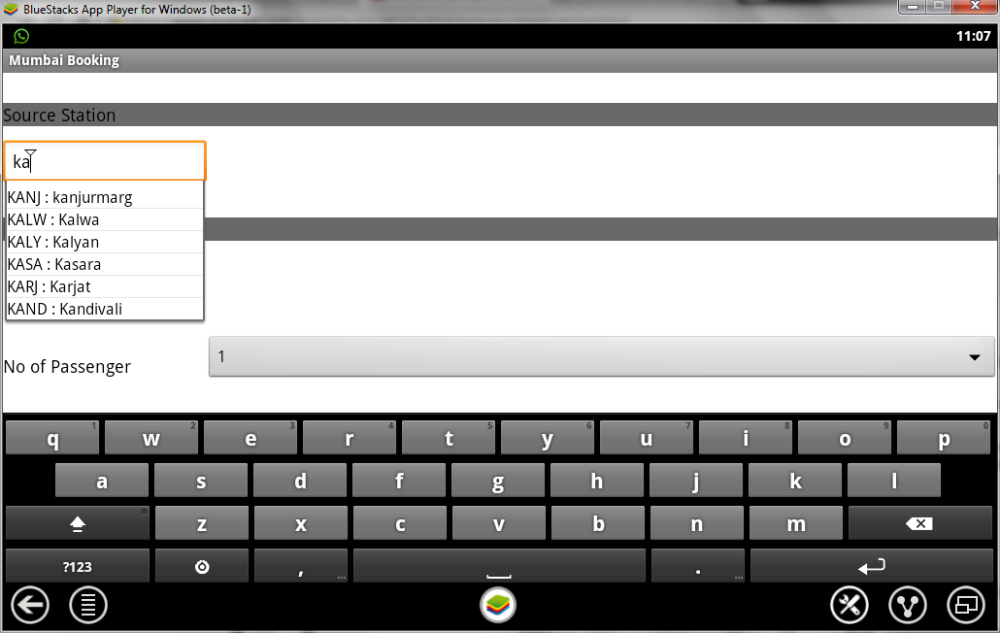 BlueStacks App Player for Windows (beta-1)
11:07
Mumbai Booking
Source Station
ka
KANJ : kanjurmarg
KALW : Kalwa
KALY : Kalyan
KASA : Kasara
KARJ : Karjat
KAND : Kandivali
No of Passenger 1
q 1 w 2 e 3 r 4 t 5 y 6 u 7 i 8 o 9 p 0
a s d f g h j k l
z x c v b n m
?123 , ... . ...